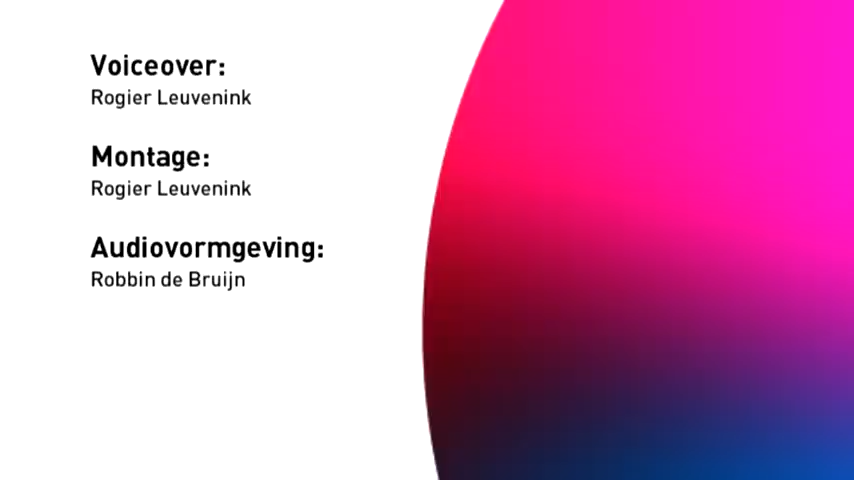 Voiceover:
Rogier Leuvenink
Montage:
Rogier Leuvenink
Audiovormgeving:
Robbin de Bruijn